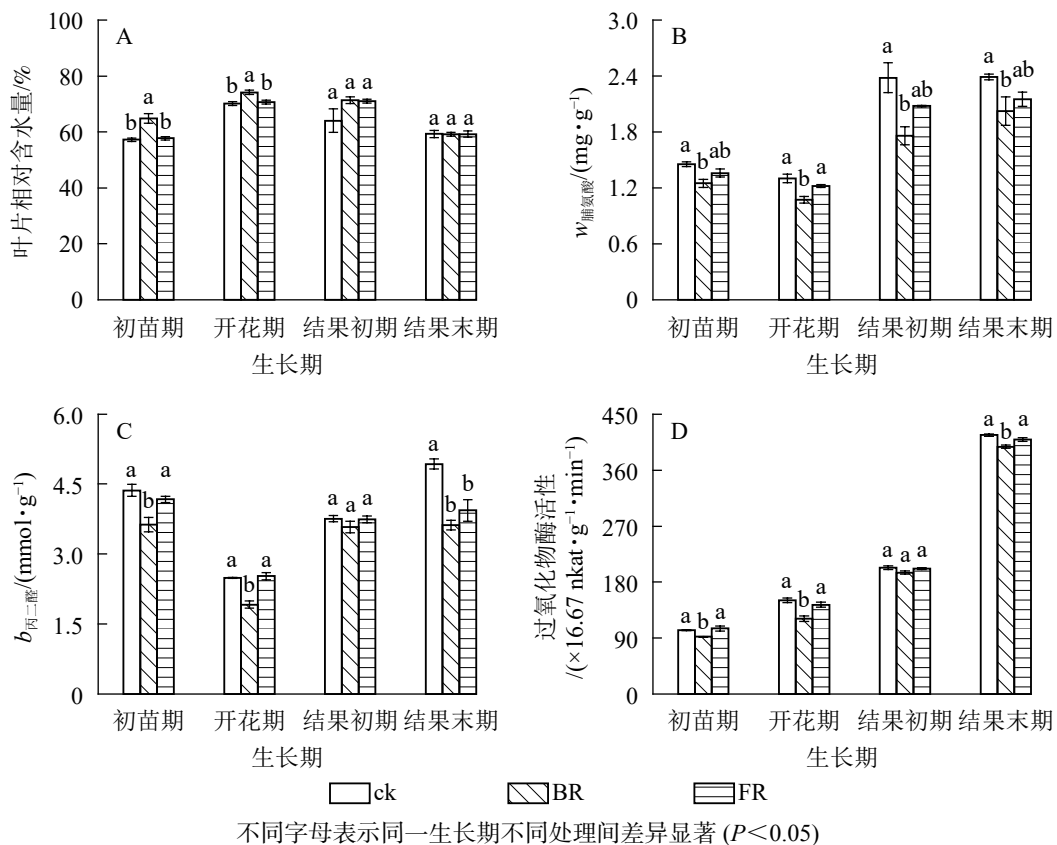 A
叶片相对含水量/%
100
80
60
40
20
0
b a b
b a b
a a a
a a a
初苗期 开花期 结果初期 结果末期
生长期
B
w脯氨酸/(mg·g⁻¹)
3.0
2.4
1.8
1.2
0.6
0
a b ab
a b a
a b ab
a b ab
初苗期 开花期 结果初期 结果末期
生长期
C
b丙二醛/(mmol·g⁻¹)
6.0
4.5
3.0
1.5
0
a b a
a b a
a a a
a b b
初苗期 开花期 结果初期 结果末期
生长期
D
过氧化物酶活性
/(×16.67 nkat·g⁻¹·min⁻¹)
450
360
270
180
90
0
a b a
a b a
a a a
a b a
初苗期 开花期 结果初期 结果末期
生长期
ck BR FR
不同字母表示同一生长期不同处理间差异显著 (P＜0.05)